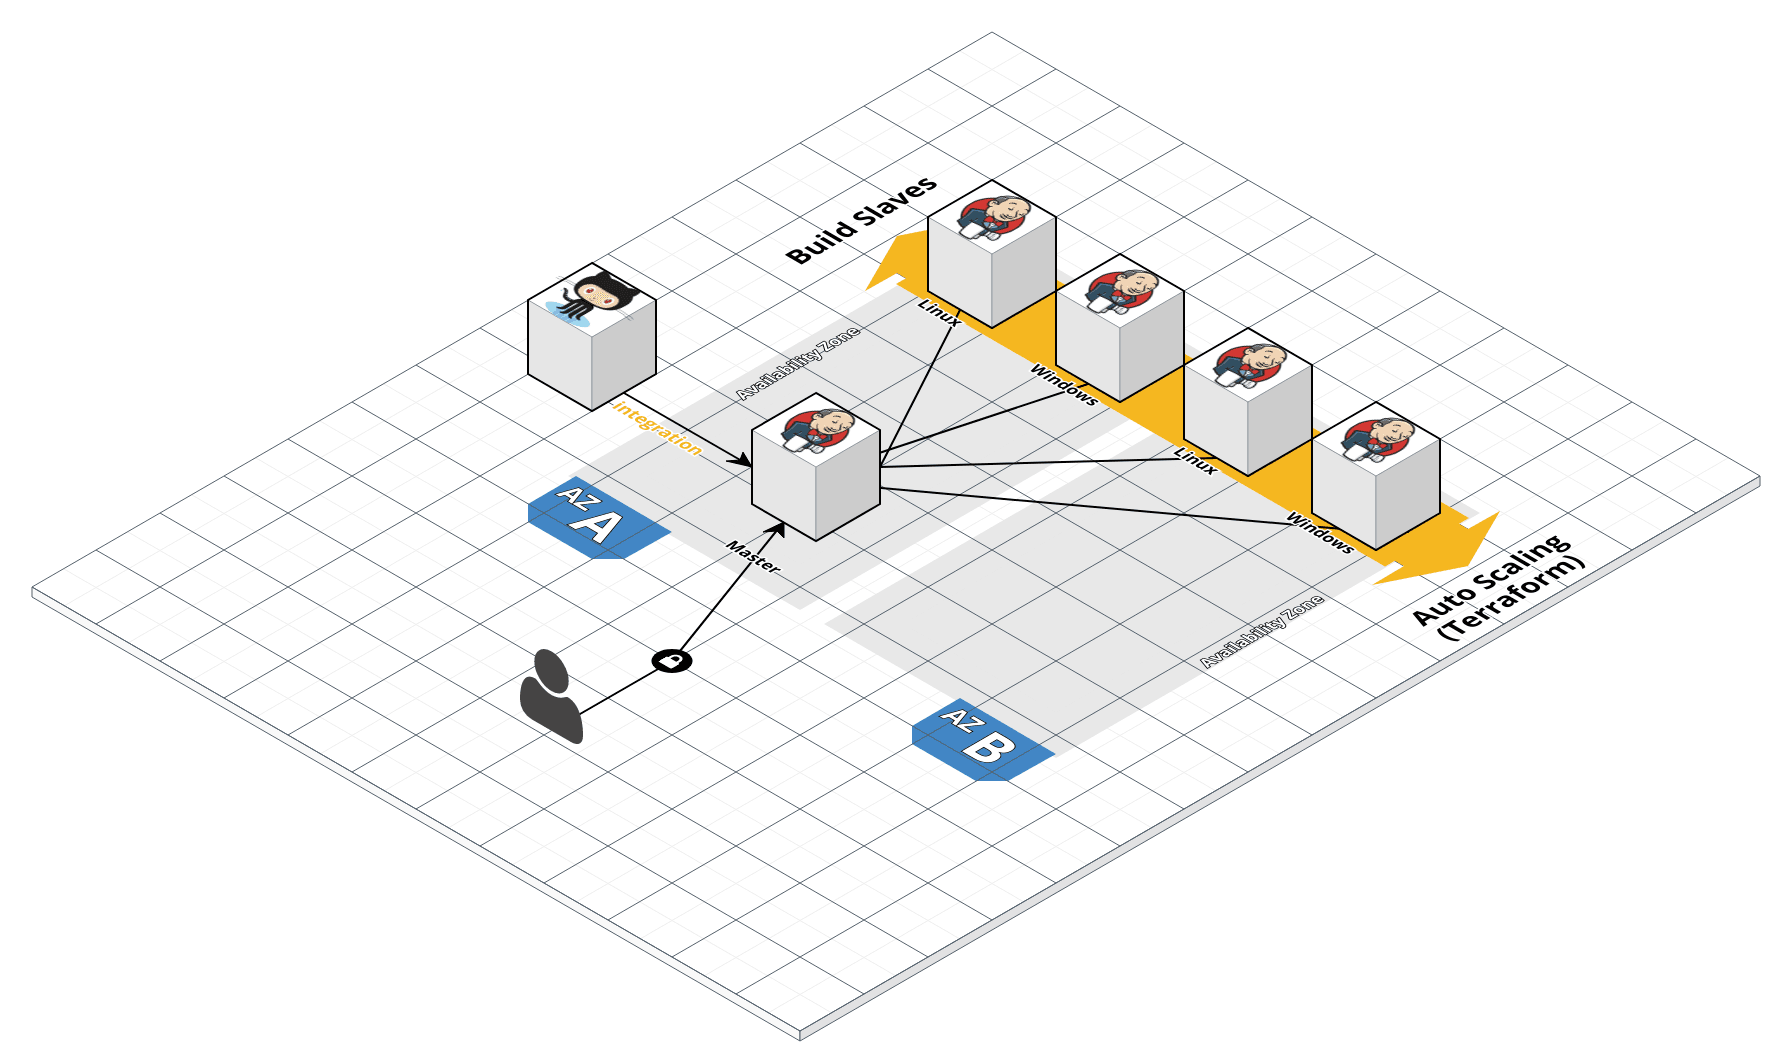 Build Slaves
Linux
Availability Zone
Windows
integration
Linux
AZ
A
Windows
Master
Auto Scaling
(Terraform)
Availability Zone
AZ
B